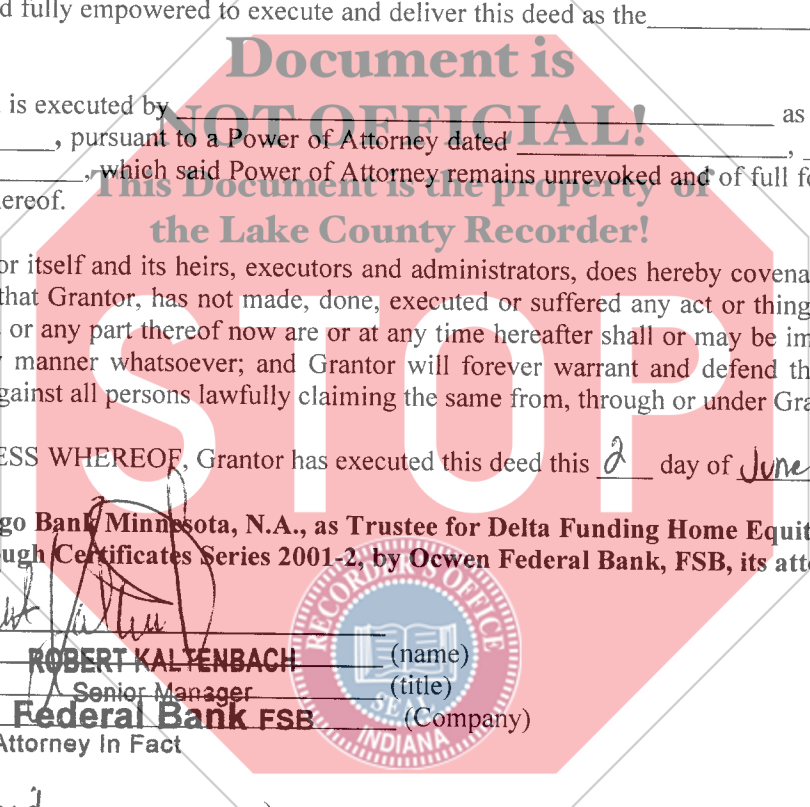 d fully empowered to execute and deliver this deed as the
Document is
is executed by as
NOT OFFICIAL!
, pursuant to a Power of Attorney dated ,
, which said Power of Attorney remains unrevoked and of full fo
This Document is the property of
ereof.
the Lake County Recorder!
or itself and its heirs, executors and administrators, does hereby covena
that Grantor, has not made, done, executed or suffered any act or thing
or any part thereof now are or at any time hereafter shall or may be im
manner whatsoever; and Grantor will forever warrant and defend th
gainst all persons lawfully claiming the same from, through or under Gra
STOP
ESS WHEREOF, Grantor has executed this deed this 2 day of June
go Bank Minnesota, N.A., as Trustee for Delta Funding Home Equit
ugh Certificates Series 2001-2, by Ocwen Federal Bank, FSB, its atto
RECORDER'S OFFICE
ROBERT KALTENBACH (name)
Senior Manager (title)
Federal Bank FSB (Company)
Attorney In Fact
SEAL
INDIANA